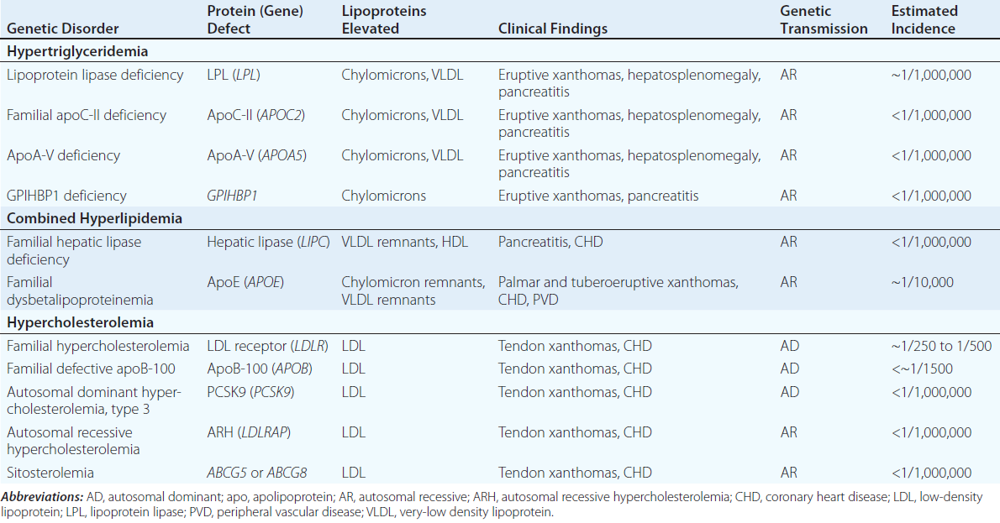 Genetic Disorder Protein (Gene) Defect Lipoproteins Elevated Clinical Findings Genetic Transmission Estimated Incidence
Hypertriglyceridemia
Lipoprotein lipase deficiency LPL (LPL) Chylomicrons, VLDL Eruptive xanthomas, hepatosplenomegaly, pancreatitis AR ~1/1,000,000
Familial apoC-II deficiency ApoC-II (APOC2) Chylomicrons, VLDL Eruptive xanthomas, hepatosplenomegaly, pancreatitis AR <1/1,000,000
ApoA-V deficiency ApoA-V (APOA5) Chylomicrons, VLDL Eruptive xanthomas, hepatosplenomegaly, pancreatitis AR <1/1,000,000
GPIHBP1 deficiency GPIHBP1 Chylomicrons Eruptive xanthomas, pancreatitis AR <1/1,000,000
Combined Hyperlipidemia
Familial hepatic lipase deficiency Hepatic lipase (LIPC) VLDL remnants, HDL Pancreatitis, CHD AR <1/1,000,000
Familial dysbetalipoproteinemia ApoE (APOE) Chylomicron remnants, VLDL remnants Palmar and tuberoeruptive xanthomas, CHD, PVD AR ~1/10,000
Hypercholesterolemia
Familial hypercholesterolemia LDL receptor (LDLR) LDL Tendon xanthomas, CHD AD ~1/250 to 1/500
Familial defective apoB-100 ApoB-100 (APOB) LDL Tendon xanthomas, CHD AD <~1/1500
Autosomal dominant hyper-cholesterolemia, type 3 PCSK9 (PCSK9) LDL Tendon xanthomas, CHD AD <1/1,000,000
Autosomal recessive hypercholesterolemia ARH (LDLRAP) LDL Tendon xanthomas, CHD AR <1/1,000,000
Sitosterolemia ABCG5 or ABCG8 LDL Tendon xanthomas, CHD AR <1/1,000,000
Abbreviations: AD, autosomal dominant; apo, apolipoprotein; AR, autosomal recessive; ARH, autosomal recessive hypercholesterolemia; CHD, coronary heart disease; LDL, low-density
lipoprotein; LPL, lipoprotein lipase; PVD, peripheral vascular disease; VLDL, very-low density lipoprotein.